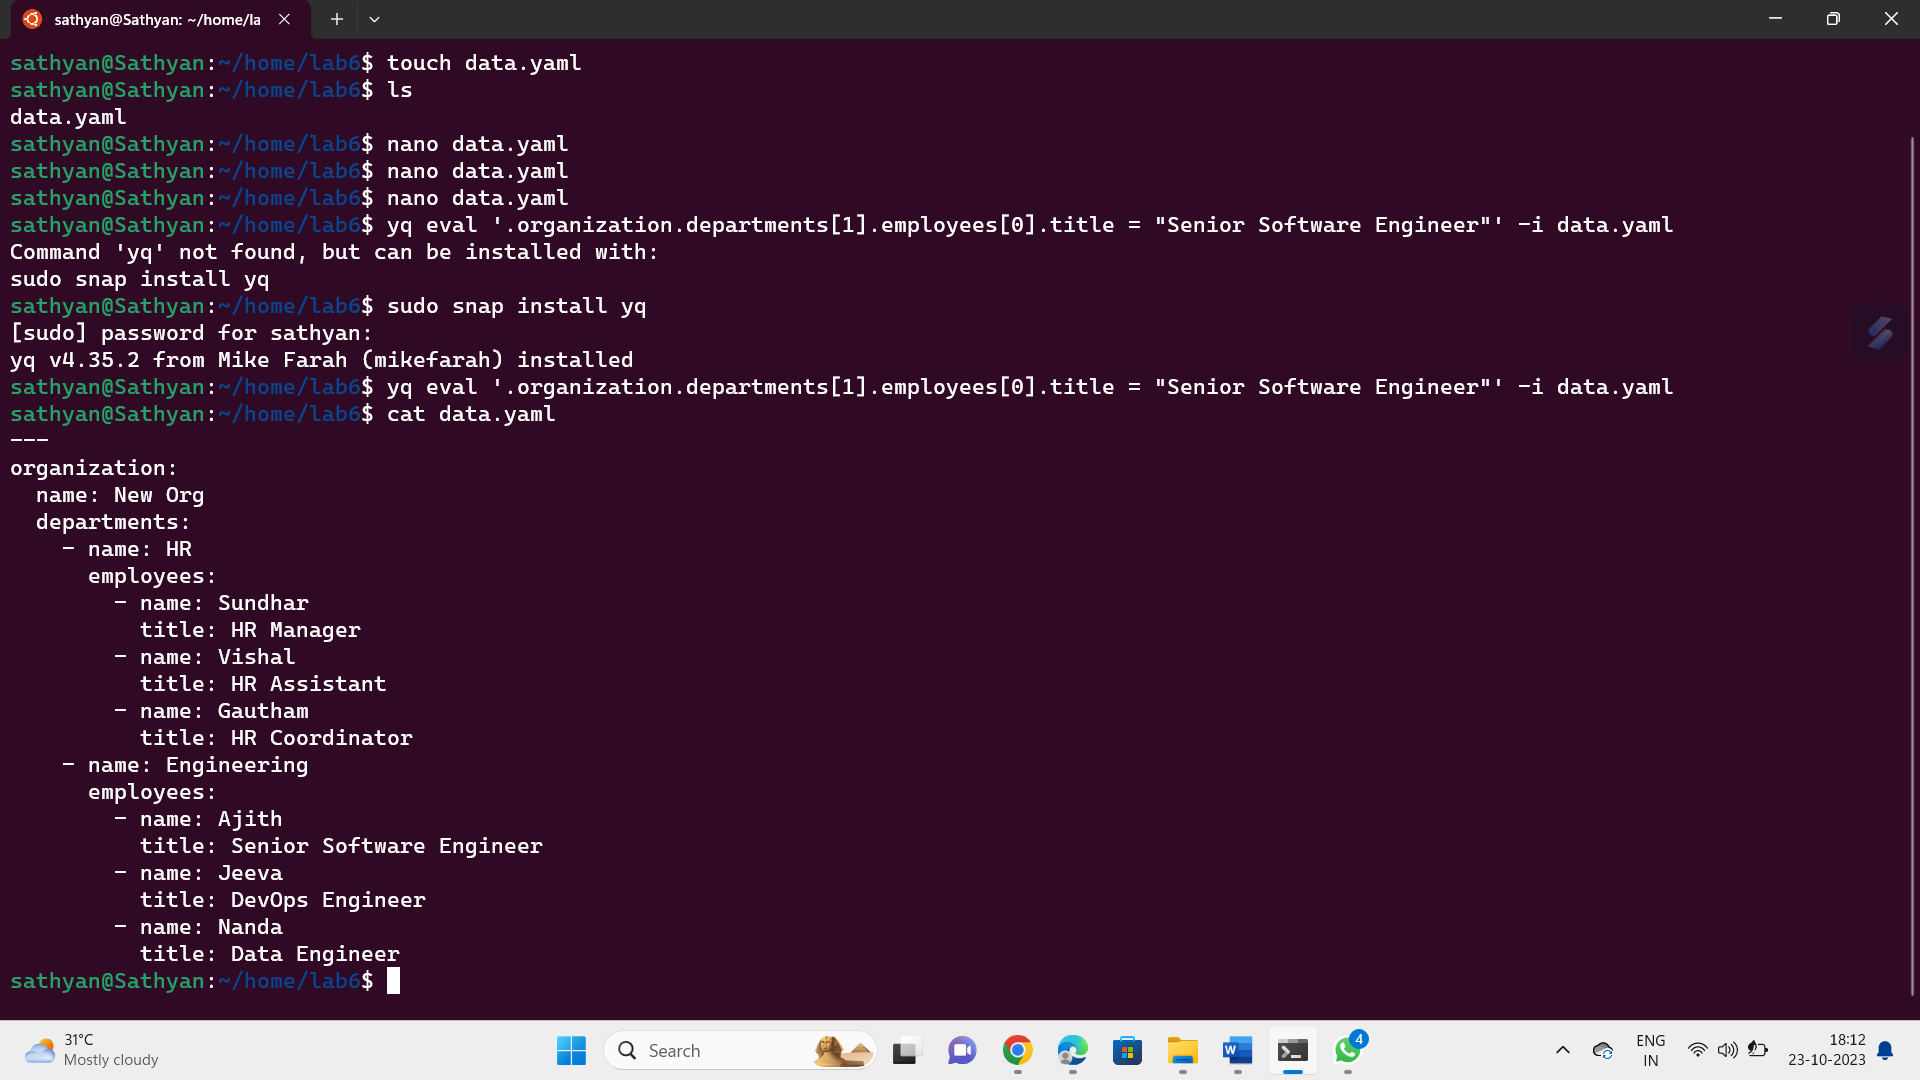 sathyan@Sathyan: ~/home/la
sathyan@Sathyan:~/home/lab6$ touch data.yaml
sathyan@Sathyan:~/home/lab6$ ls
data.yaml
sathyan@Sathyan:~/home/lab6$ nano data.yaml
sathyan@Sathyan:~/home/lab6$ nano data.yaml
sathyan@Sathyan:~/home/lab6$ nano data.yaml
sathyan@Sathyan:~/home/lab6$ yq eval '.organization.departments[1].employees[0].title = "Senior Software Engineer"' -i data.yaml
Command 'yq' not found, but can be installed with:
sudo snap install yq
sathyan@Sathyan:~/home/lab6$ sudo snap install yq
[sudo] password for sathyan:
yq v4.35.2 from Mike Farah (mikefarah) installed
sathyan@Sathyan:~/home/lab6$ yq eval '.organization.departments[1].employees[0].title = "Senior Software Engineer"' -i data.yaml
sathyan@Sathyan:~/home/lab6$ cat data.yaml
---
organization:
  name: New Org
  departments:
    - name: HR
      employees:
        - name: Sundhar
          title: HR Manager
        - name: Vishal
          title: HR Assistant
        - name: Gautham
          title: HR Coordinator
    - name: Engineering
      employees:
        - name: Ajith
          title: Senior Software Engineer
        - name: Jeeva
          title: DevOps Engineer
        - name: Nanda
          title: Data Engineer
sathyan@Sathyan:~/home/lab6$
31°C
Mostly cloudy
Search
W
4
ENG
IN
18:12
23-10-2023